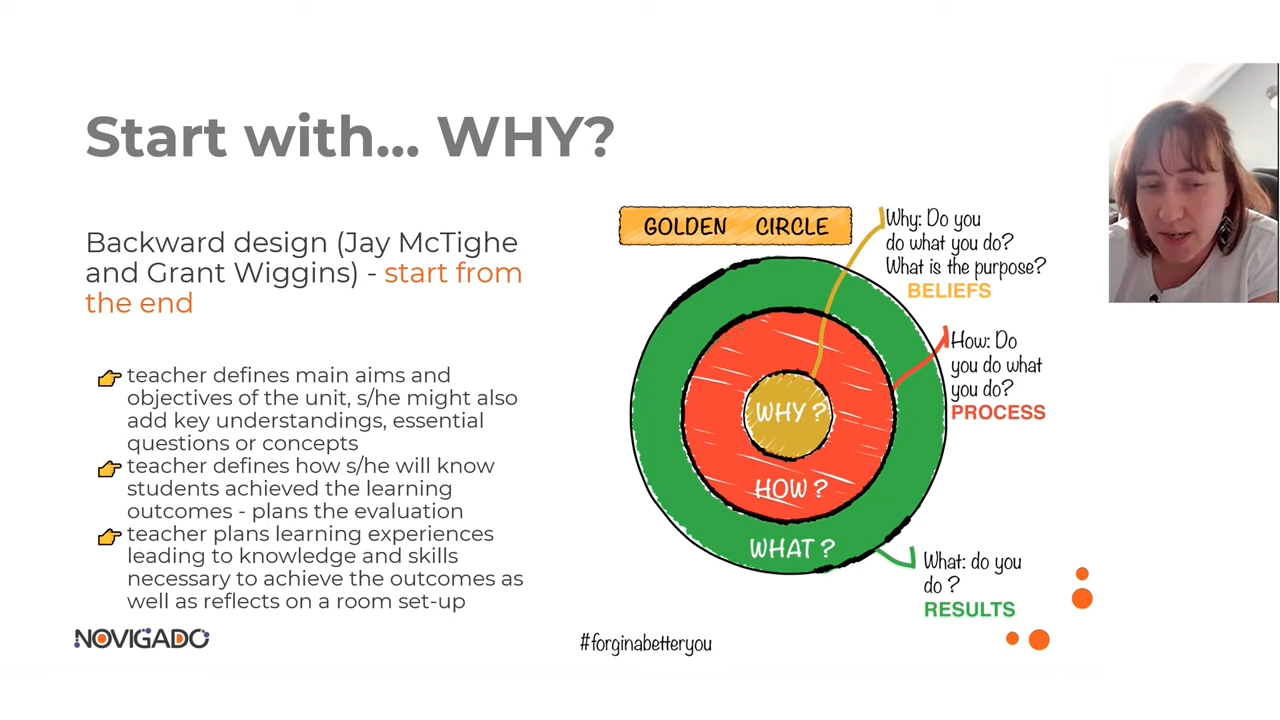 Start with... WHY?
Backward design (Jay McTighe
and Grant Wiggins) - start from
the end
teacher defines main aims and
objectives of the unit, s/he might also
add key understandings, essential
questions or concepts
teacher defines how s/he will know
students achieved the learning
outcomes - plans the evaluation
teacher plans learning experiences
leading to knowledge and skills
necessary to achieve the outcomes as
well as reflects on a room set-up
NOVIGADO
GOLDEN CIRCLE
Why: Do you
do what you do?
What is the purpose?
BELIEFS
How: Do
you do what
you do?
PROCESS
WHY ?
HOW ?
WHAT ?
What: do you
do ?
RESULTS
#forginabetteryou